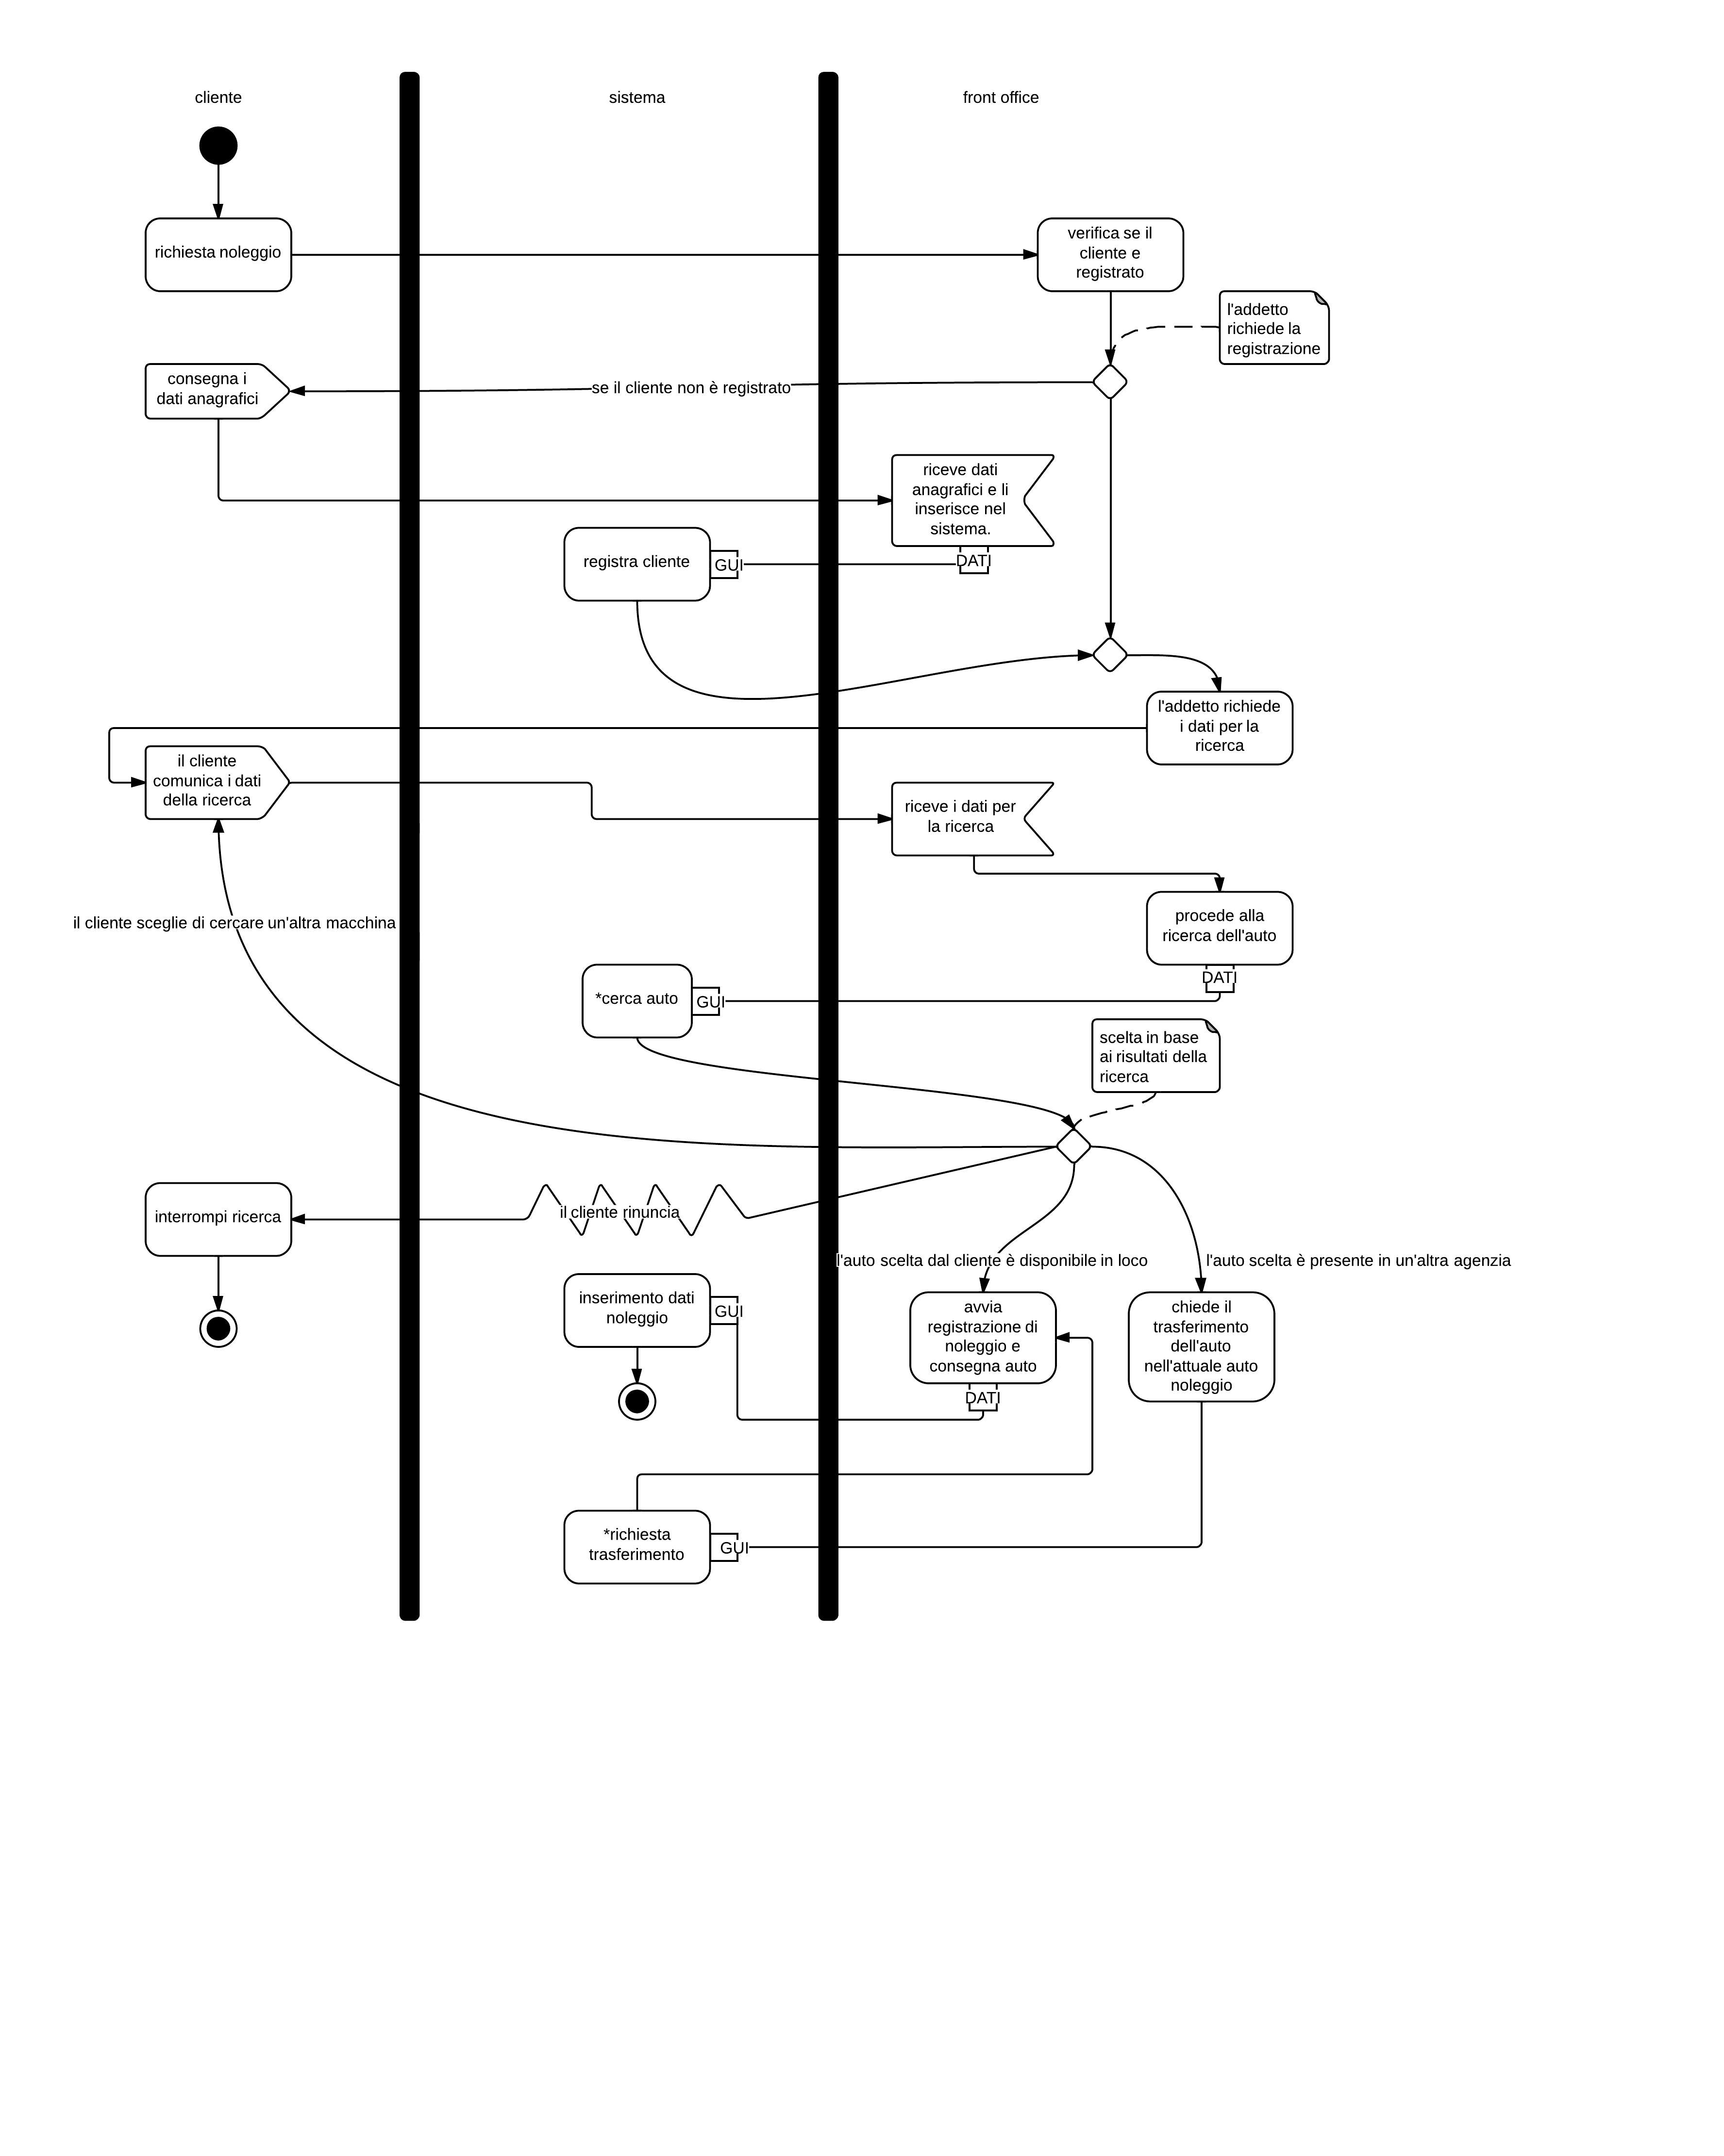 cliente
sistema
front office
richiesta noleggio
verifica se il
cliente e
registrato
l'addetto
richiede la
registrazione
consegna i
dati anagrafici
se il cliente non è registrato
riceve dati
anagrafici e li
inserisce nel
sistema.
registra cliente
GUI
DATI
l'addetto richiede
i dati per la
ricerca
il cliente
comunica i dati
della ricerca
riceve i dati per
la ricerca
il cliente sceglie di cercare un'altra macchina
procede alla
ricerca dell'auto
DATI
*cerca auto
GUI
scelta in base
ai risultati della
ricerca
interrompi ricerca
il cliente rinuncia
l'auto scelta dal cliente è disponibile in loco
l'auto scelta è presente in un'altra agenzia
inserimento dati
noleggio
GUI
avvia
registrazione di
noleggio e
consegna auto
DATI
chiede il
trasferimento
dell'auto
nell'attuale auto
noleggio
*richiesta
trasferimento
GUI